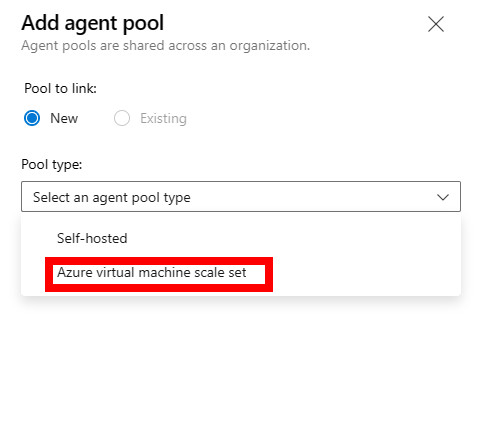 Add agent pool
Agent pools are shared across an organization.
Pool to link:
New
Existing
Pool type:
Select an agent pool type
Self-hosted
Azure virtual machine scale set